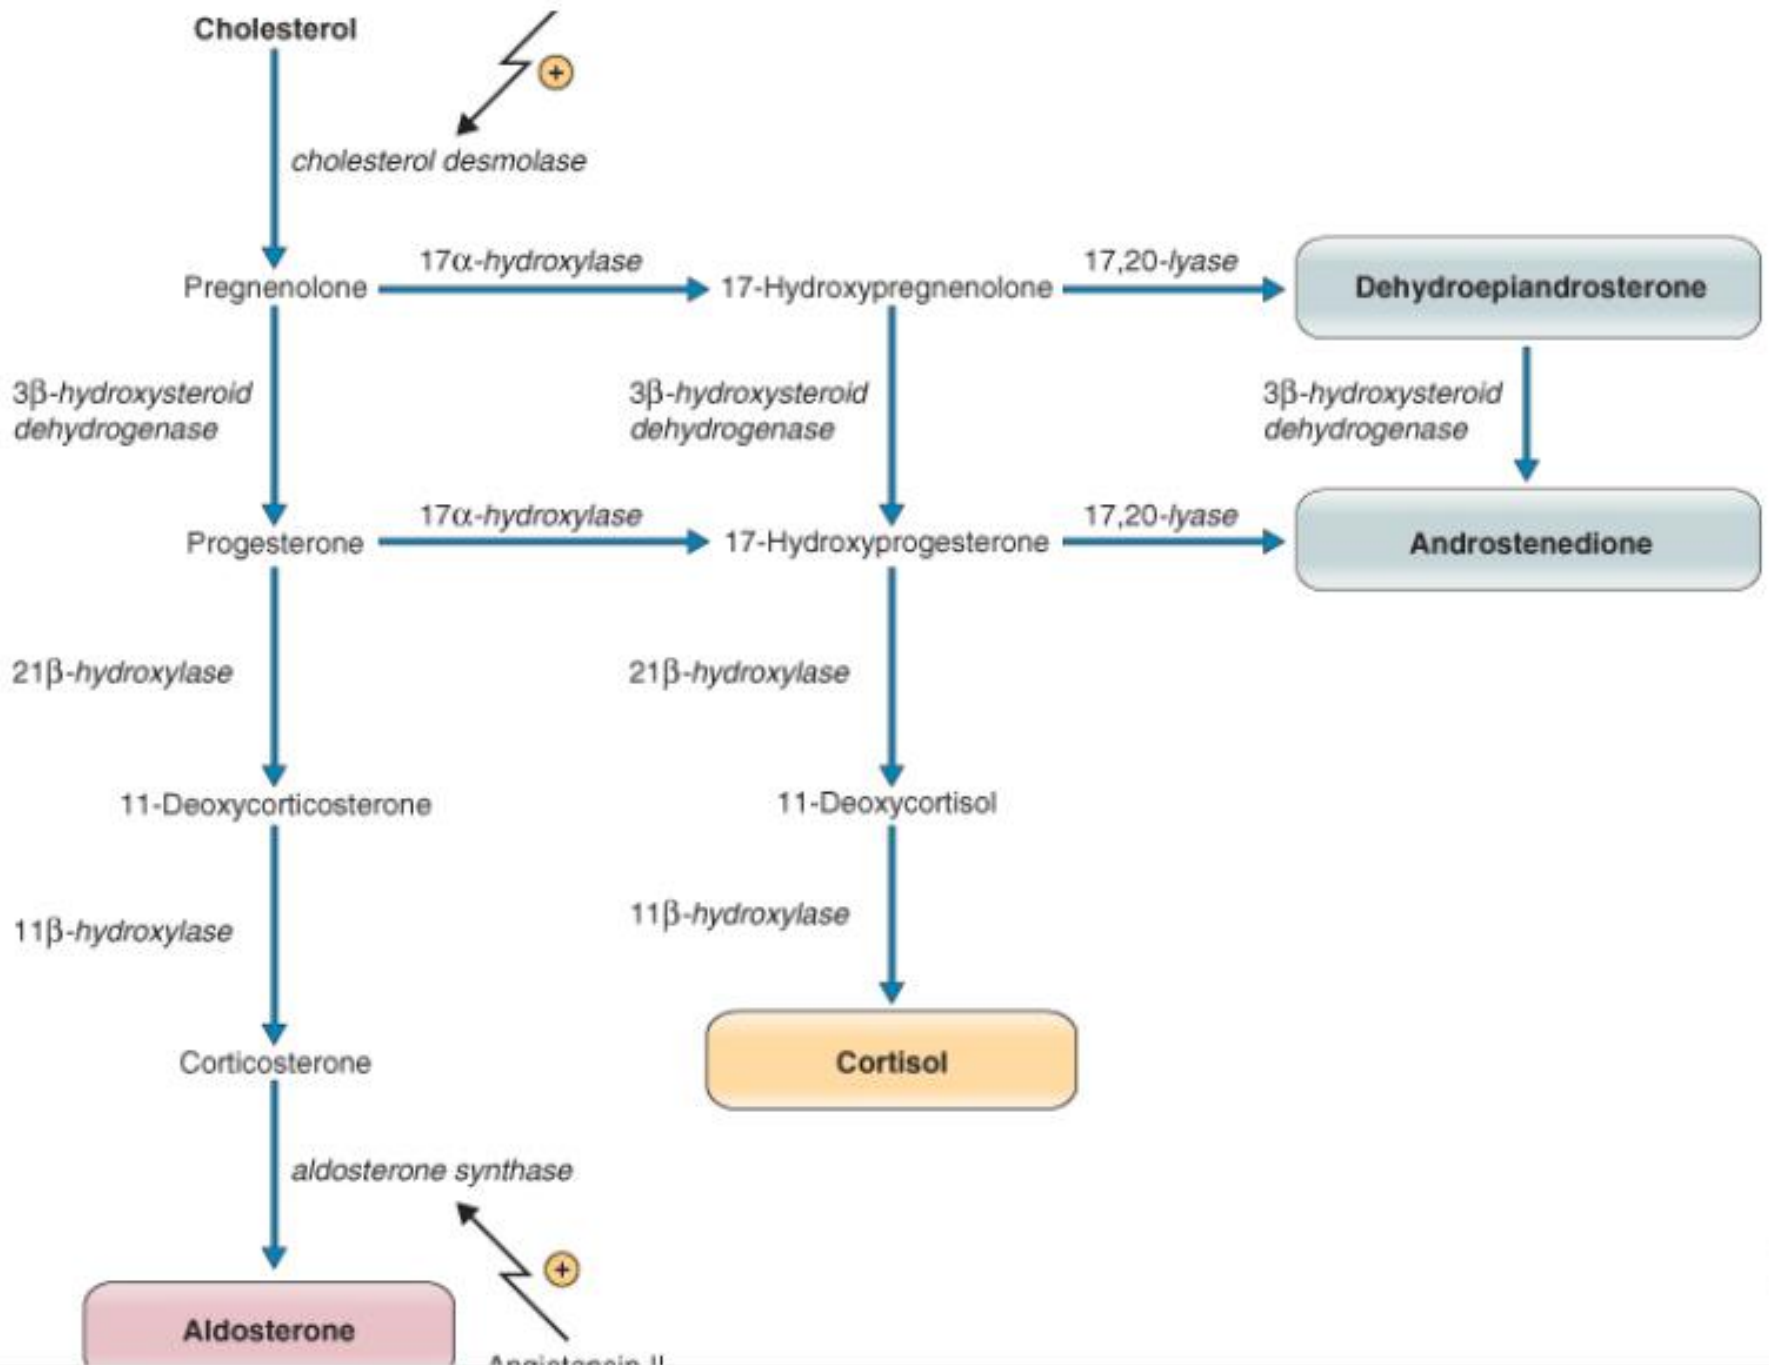 Cholesterol
+
cholesterol desmolase
17α-hydroxylase
17,20-lyase
Pregnenolone
17-Hydroxypregnenolone
Dehydroepiandrosterone
3β-hydroxysteroid
dehydrogenase
3β-hydroxysteroid
dehydrogenase
3β-hydroxysteroid
dehydrogenase
17α-hydroxylase
17,20-lyase
Progesterone
17-Hydroxyprogesterone
Androstenedione
21β-hydroxylase
21β-hydroxylase
11-Deoxycorticosterone
11-Deoxycortisol
11β-hydroxylase
11β-hydroxylase
Corticosterone
Cortisol
aldosterone synthase
+
Aldosterone
Angiotensin II